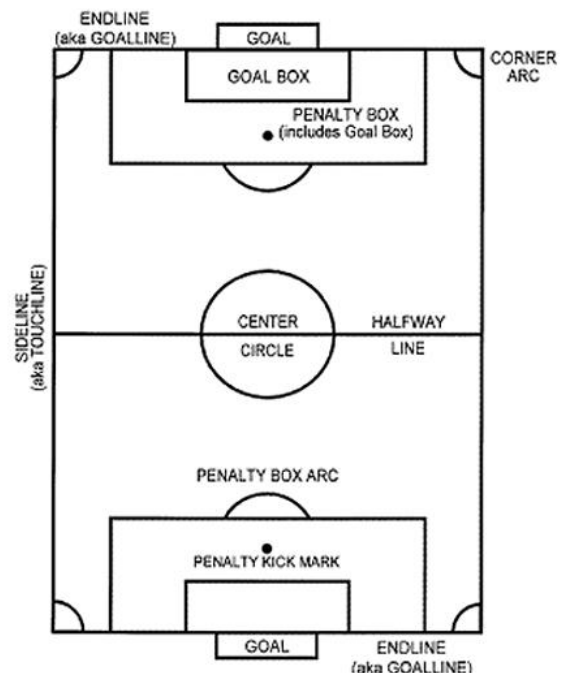 ENDLINE
(aka GOALLINE)
GOAL
CORNER
ARC
GOAL BOX
PENALTY BOX
(includes Goal Box)
SIDELINE
(aka TOUCHLINE)
CENTER
CIRCLE
HALFWAY
LINE
PENALTY BOX ARC
PENALTY KICK MARK
GOAL
ENDLINE
(aka GOALLINE)